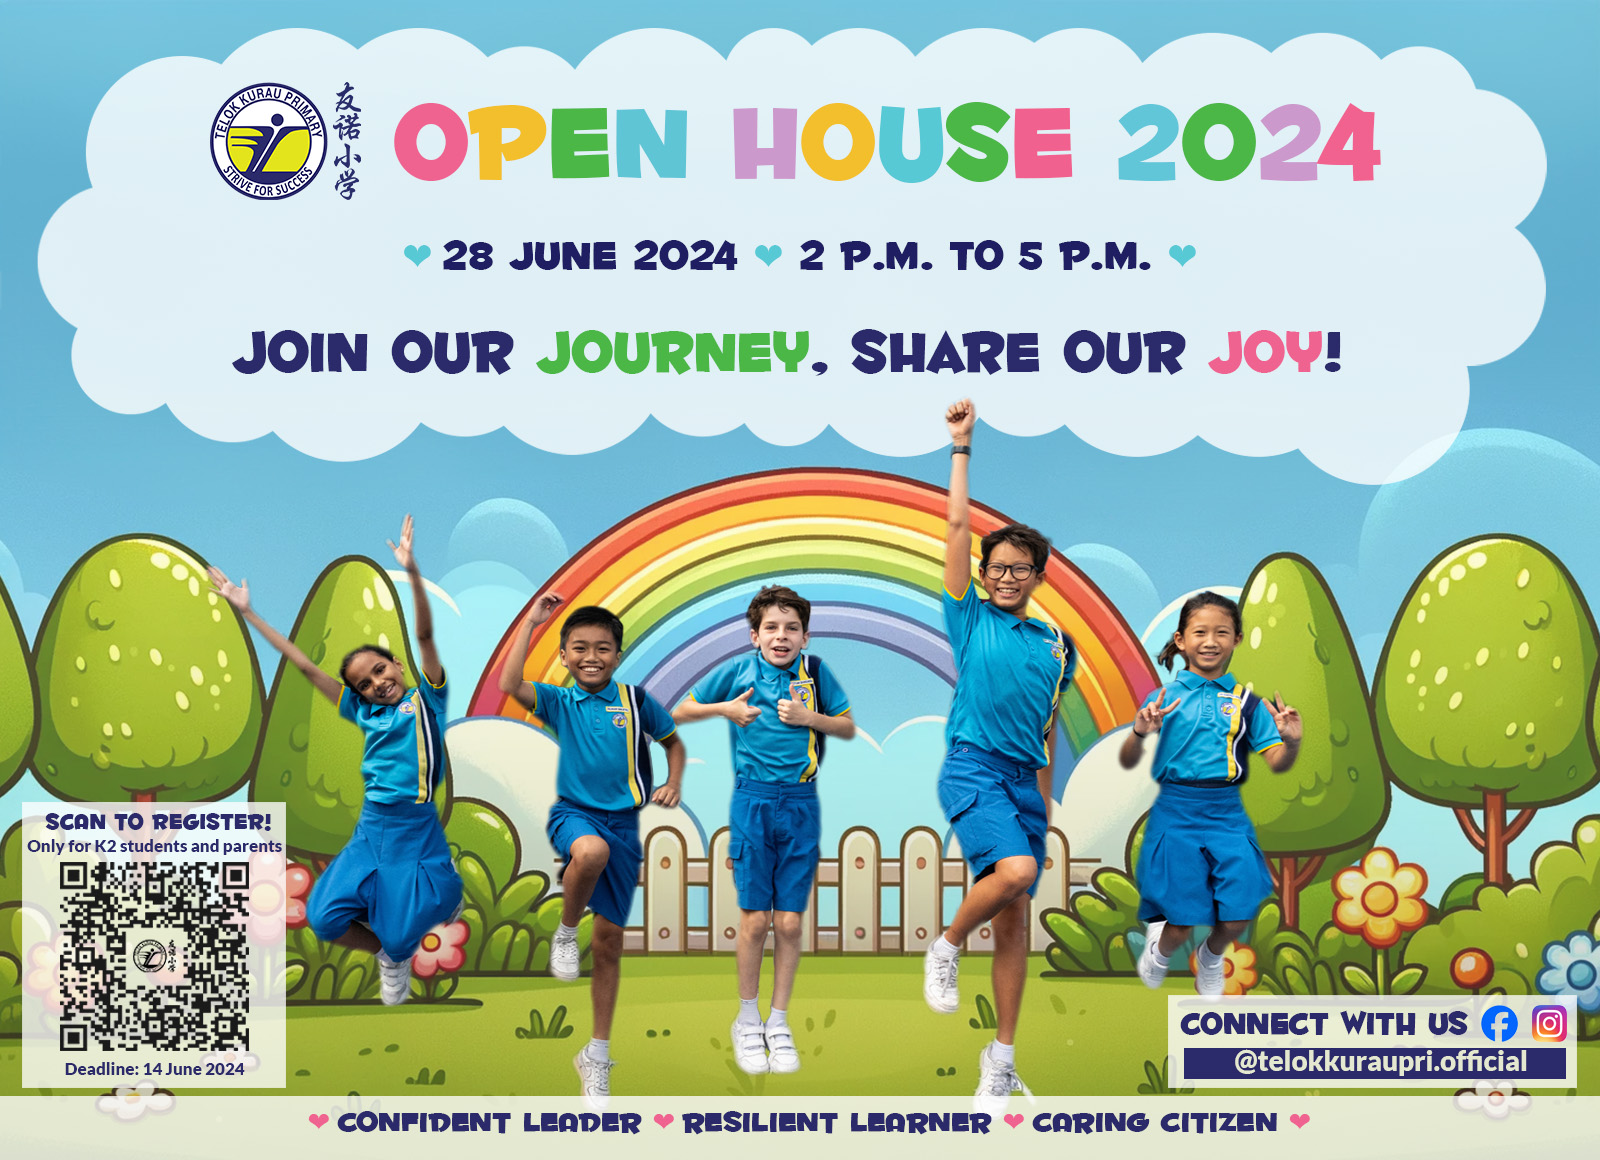 TELOK KURAU PRIMARY
STRIVE FOR SUCCESS
友诺小学
OPEN HOUSE 2024
28 JUNE 2024 2 P.M. TO 5 P.M.
JOIN OUR JOURNEY, SHARE OUR JOY!
SCAN TO REGISTER!
Only for K2 students and parents
Deadline: 14 June 2024
CONNECT WITH US
@telokkuraupri.official
CONFIDENT LEADER RESILIENT LEARNER CARING CITIZEN